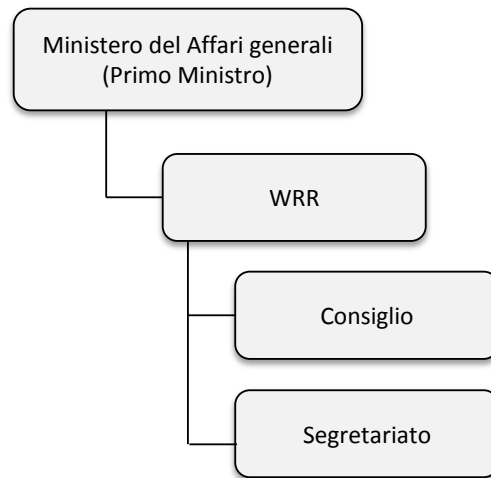 Ministero del Affari generali
(Primo Ministro)
WRR
Consiglio
Segretariato